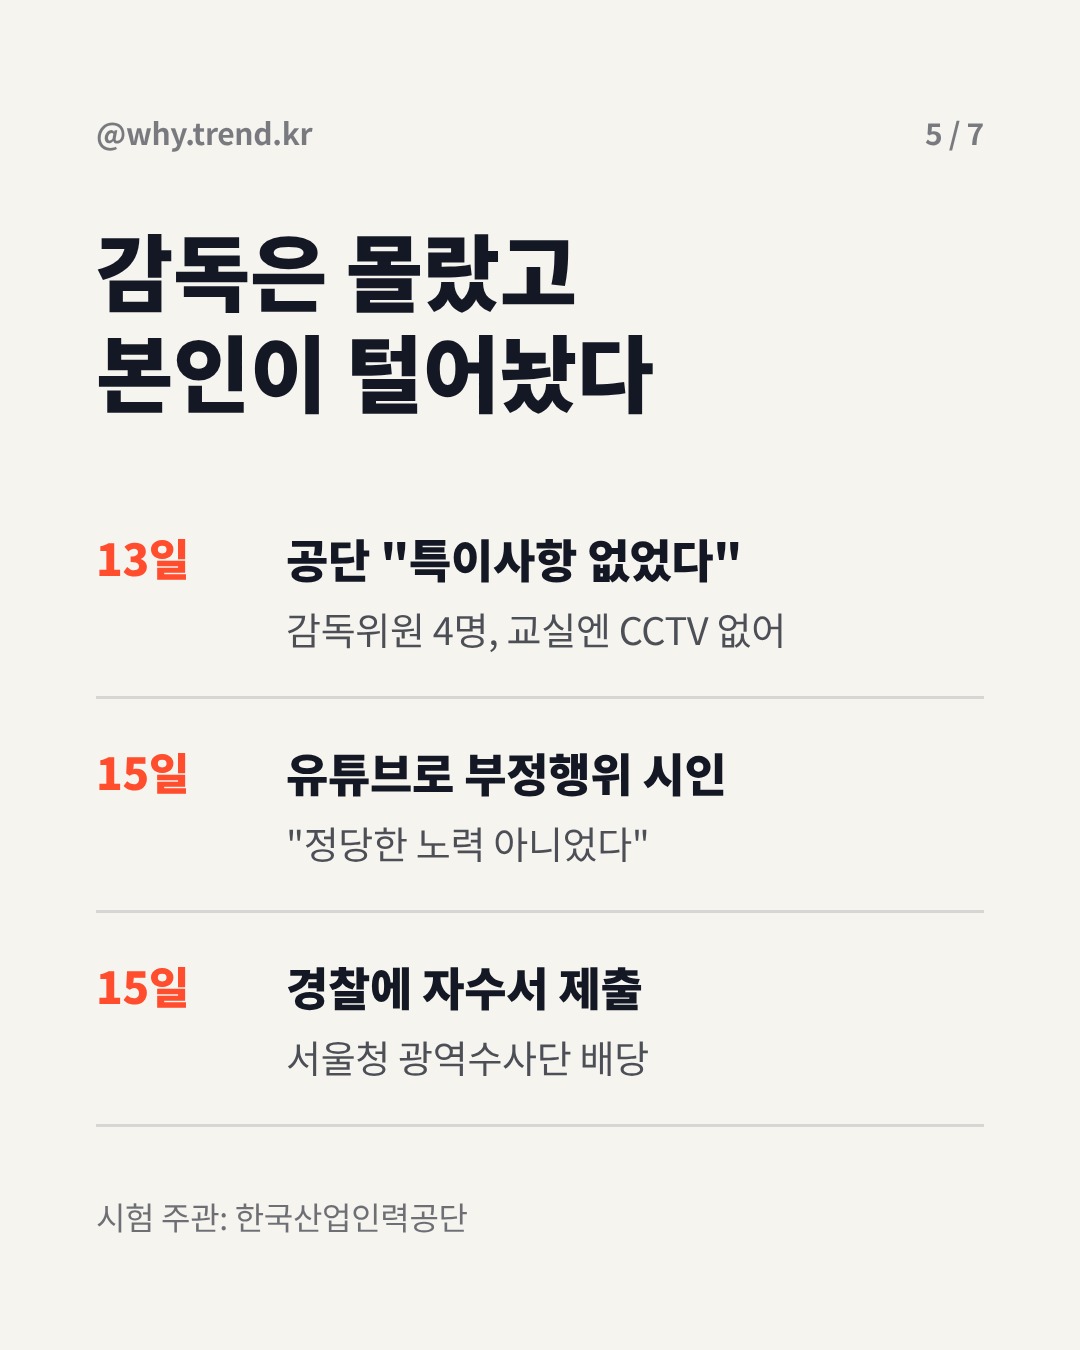 @why.trend.kr
5 / 7
감독은 몰랐고
본인이 털어놨다
13일
공단 "특이사항 없었다"
감독위원 4명, 교실엔 CCTV 없어
15일
유튜브로 부정행위 시인
"정당한 노력 아니었다"
15일
경찰에 자수서 제출
서울청 광역수사단 배당
시험 주관: 한국산업인력공단